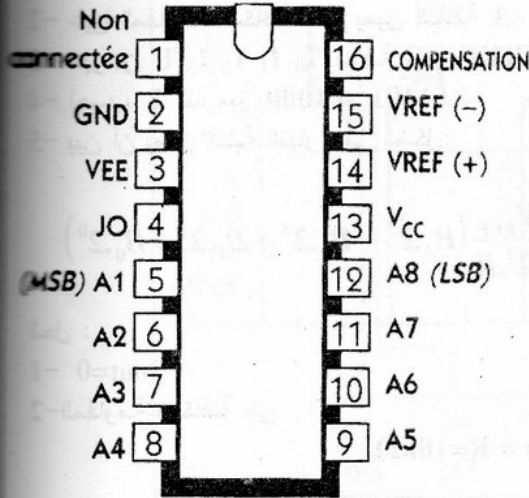 Non
connectée 1
GND 2
VEE 3
JO 4
(MSB) A1 5
A2 6
A3 7
A4 8
16 COMPENSATION
15 VREF (-)
14 VREF (+)
13 VCC
12 A8 (LSB)
11 A7
10 A6
9 A5